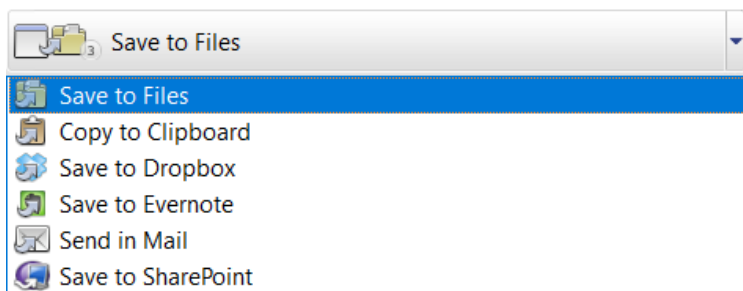 3 Save to Files
Save to Files
Copy to Clipboard
Save to Dropbox
Save to Evernote
Send in Mail
Save to SharePoint